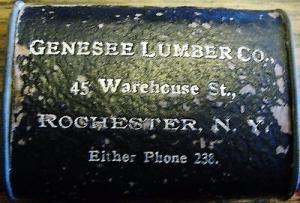 GENESEE LUMBER CO.,
45 Warehouse St.,
ROCHESTER, N. Y.
Either Phone 238.